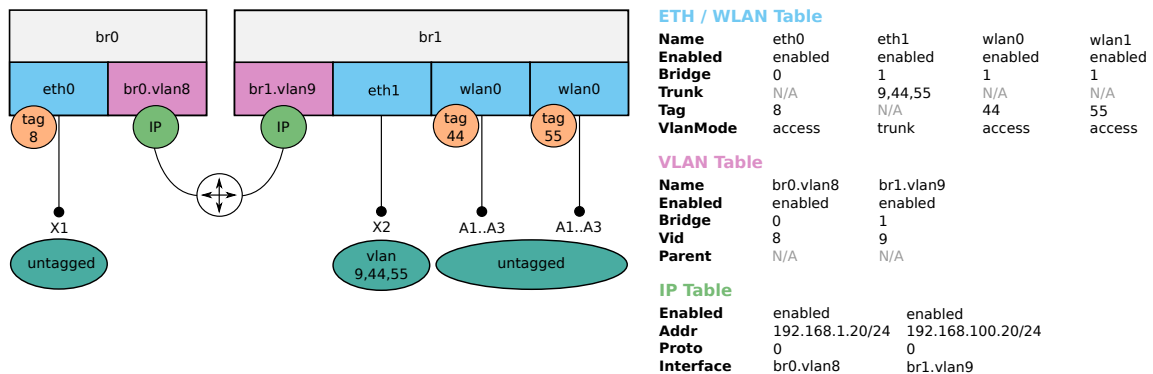 br0
br1
eth0
br0.vlan8
br1.vlan9
eth1
wlan0
wlan0
tag
8
IP
IP
tag
44
tag
55
X1
X2
A1..A3
A1..A3
untagged
vlan
9,44,55
untagged
ETH / WLAN Table
Name eth0 eth1 wlan0 wlan1
Enabled enabled enabled enabled enabled
Bridge 0 1 1 1
Trunk N/A 9,44,55 N/A N/A
Tag 8 N/A 44 55
VlanMode access trunk access access
VLAN Table
Name br0.vlan8 br1.vlan9
Enabled enabled enabled
Bridge 0 1
Vid 8 9
Parent N/A N/A
IP Table
Enabled enabled enabled
Addr 192.168.1.20/24 192.168.100.20/24
Proto 0 0
Interface br0.vlan8 br1.vlan9